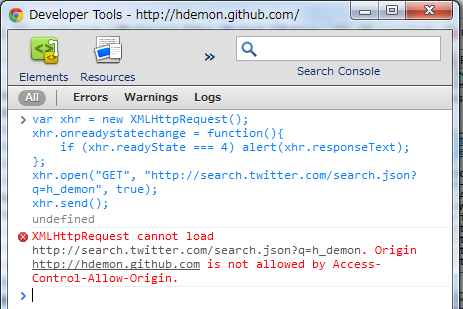 Developer Tools - http://hdemon.github.com/
Elements
Resources
»
Search Console
All
Errors
Warnings
Logs
> var xhr = new XMLHttpRequest();
xhr.onreadystatechange = function(){
if (xhr.readyState === 4) alert(xhr.responseText);
};
xhr.open("GET", "http://search.twitter.com/search.json?
q=h_demon", true);
xhr.send();
undefined
XMLHttpRequest cannot load
http://search.twitter.com/search.json?q=h_demon. Origin
http://hdemon.github.com is not allowed by Access-
Control-Allow-Origin.
>